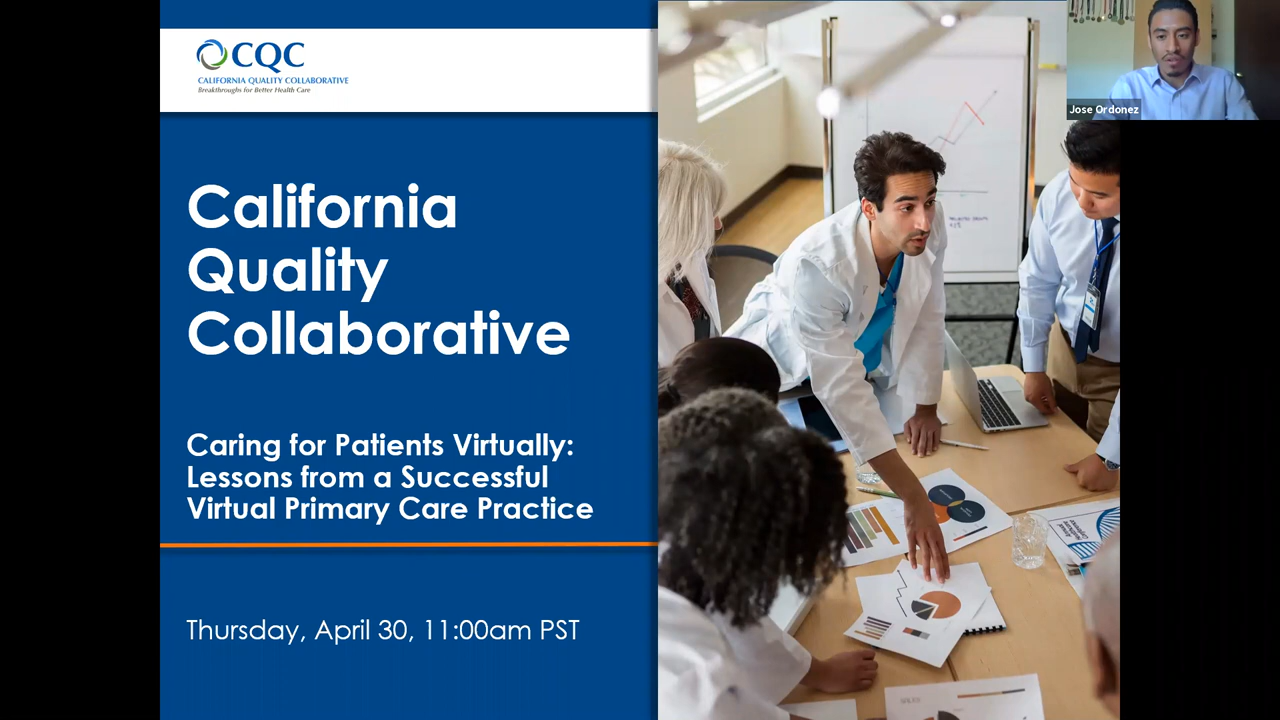 CQC
CALIFORNIA QUALITY COLLABORATIVE
Breakthroughs for Better Health Care
Jose Ordonez
California
Quality
Collaborative
Caring for Patients Virtually:
Lessons from a Successful
Virtual Primary Care Practice
Thursday, April 30, 11:00am PST